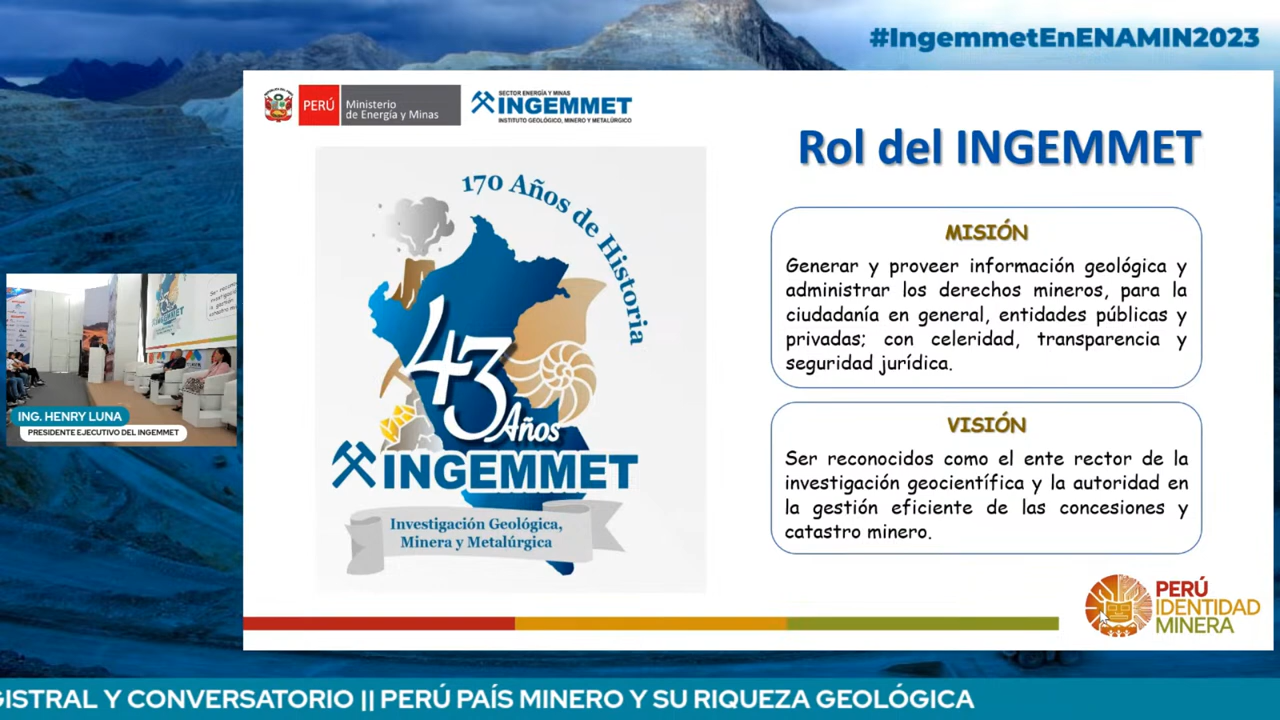 #IngemmetEnENAMIN2023
PERÚ
Ministerio
de Energía y Minas
SECTOR ENERGÍA Y MINAS
INGEMMET
INSTITUTO GEOLÓGICO, MINERO Y METALÚRGICO
Rol del INGEMMET
170 Años de Historia
43
Años
INGEMMET
Investigación Geológica,
Minera y Metalúrgica
MISIÓN
Generar y proveer información geológica y
administrar los derechos mineros, para la
ciudadanía en general, entidades públicas y
privadas; con celeridad, transparencia y
seguridad jurídica.
VISIÓN
Ser reconocidos como el ente rector de la
investigación geocientífica y la autoridad en
la gestión eficiente de las concesiones y
catastro minero.
ING. HENRY LUNA
PRESIDENTE EJECUTIVO DEL INGEMMET
PERÚ
IDENTIDAD
MINERA
GISTRAL Y CONVERSATORIO || PERÚ PAÍS MINERO Y SU RIQUEZA GEOLÓGICA